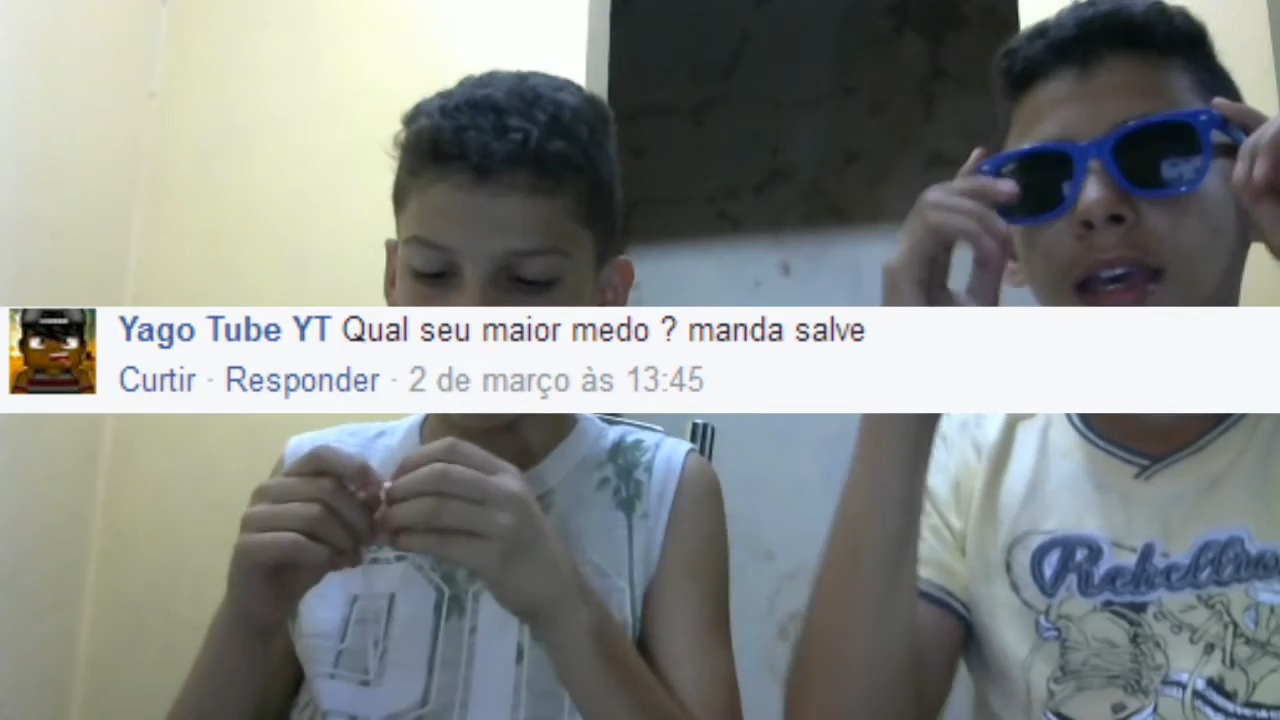 Yago Tube YT Qual seu maior medo ? manda salve
Curtir · Responder · 2 de março às 13:45